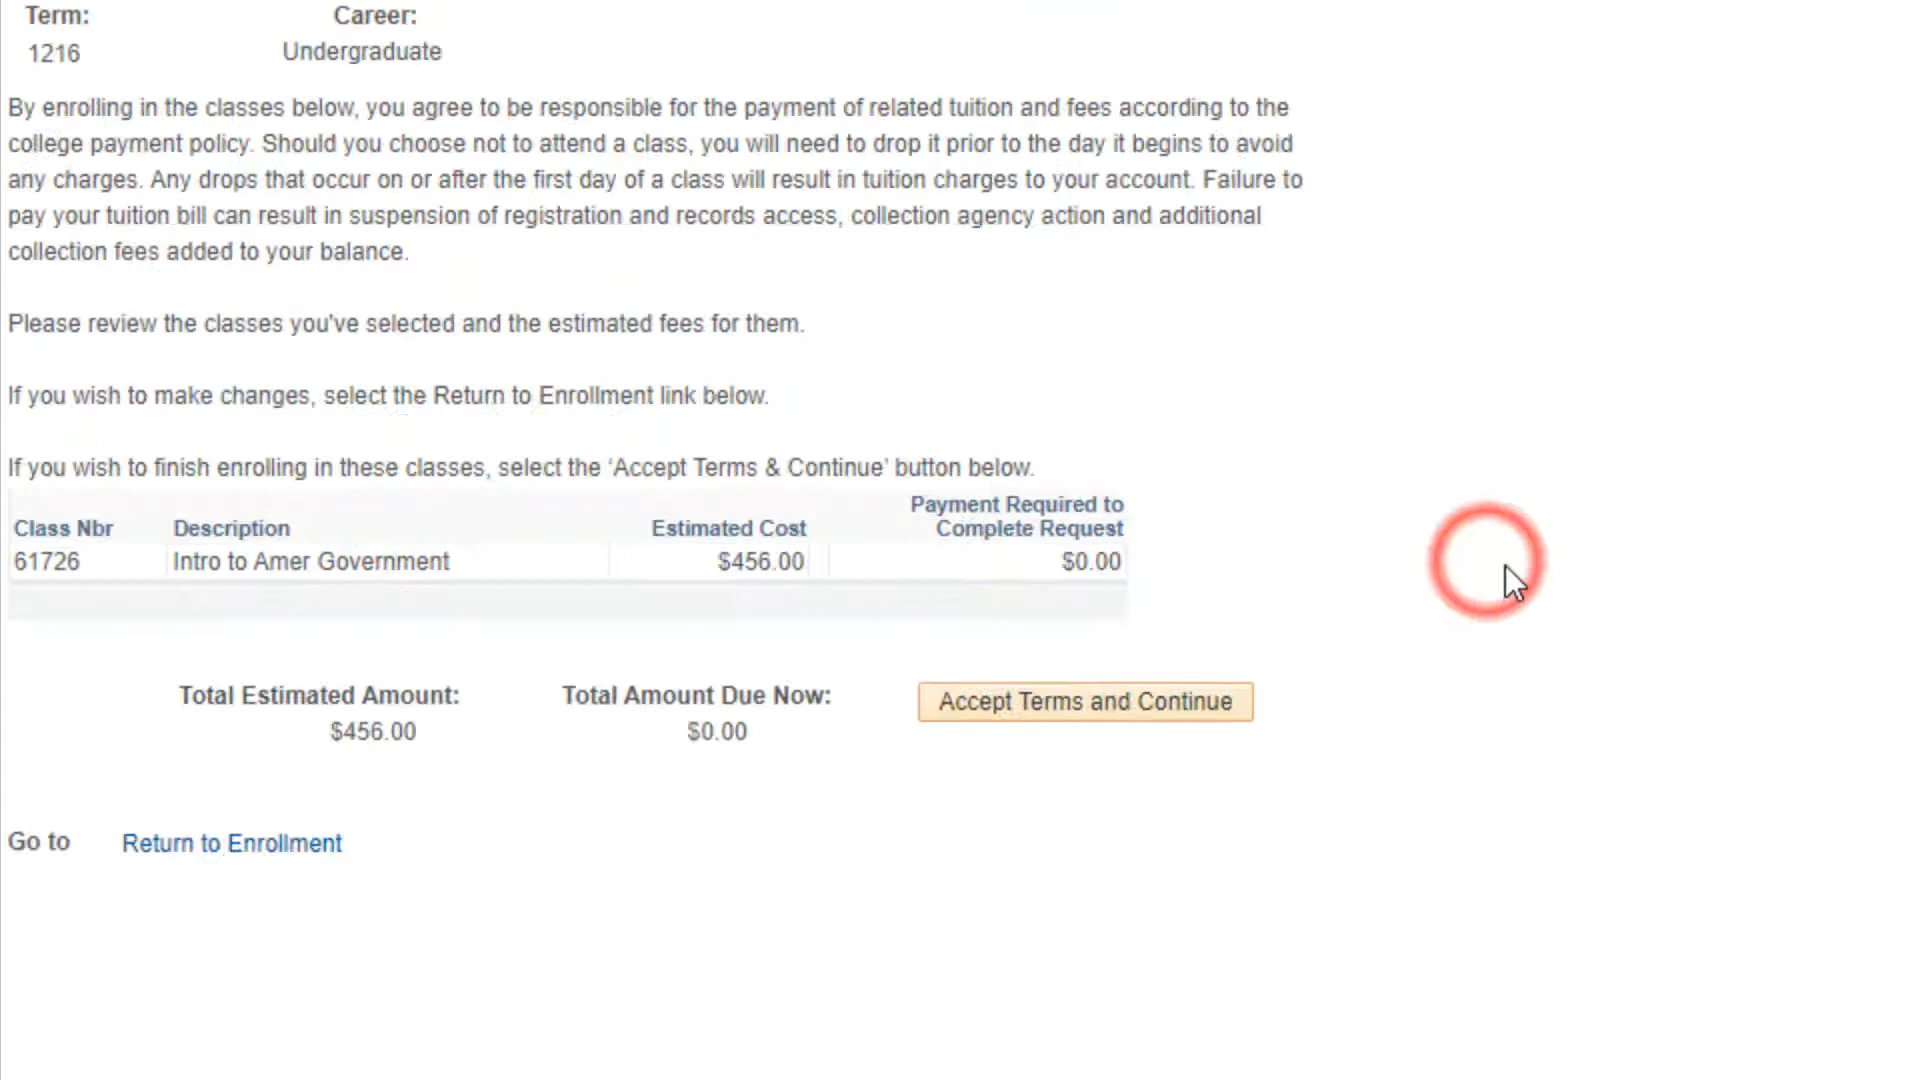 Term: Career:
1216 Undergraduate
By enrolling in the classes below, you agree to be responsible for the payment of related tuition and fees according to the
college payment policy. Should you choose not to attend a class, you will need to drop it prior to the day it begins to avoid
any charges. Any drops that occur on or after the first day of a class will result in tuition charges to your account. Failure to
pay your tuition bill can result in suspension of registration and records access, collection agency action and additional
collection fees added to your balance.
Please review the classes you've selected and the estimated fees for them.
If you wish to make changes, select the Return to Enrollment link below.
If you wish to finish enrolling in these classes, select the ‘Accept Terms & Continue’ button below.
Class Nbr Description Estimated Cost Payment Required to
Complete Request
61726 Intro to Amer Government $456.00 $0.00
Total Estimated Amount: Total Amount Due Now: Accept Terms and Continue
$456.00 $0.00
Go to Return to Enrollment